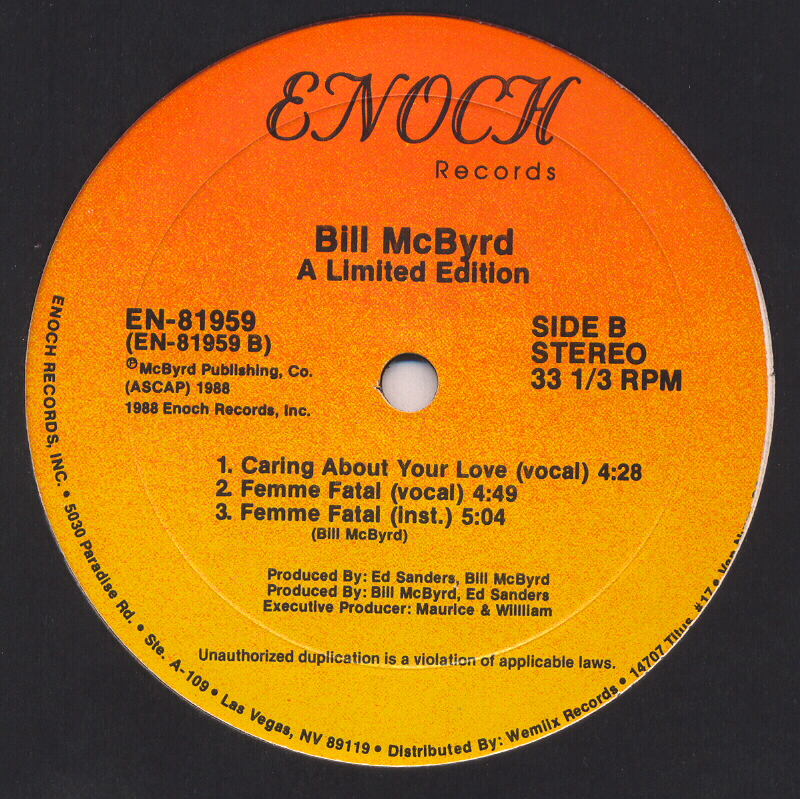 ENOCH
Records
Bill McByrd
A Limited Edition
EN-81959
(EN-81959 B)
℗McByrd Publishing, Co.
(ASCAP) 1988
1988 Enoch Records, Inc.
SIDE B
STEREO
33 1/3 RPM
1. Caring About Your Love (vocal) 4:28
2. Femme Fatal (vocal) 4:49
3. Femme Fatal (Inst.) 5:04
(Bill McByrd)
Produced By: Ed Sanders, Bill McByrd
Produced By: Bill McByrd, Ed Sanders
Executive Producer: Maurice & Willliam
Unauthorized duplication is a violation of applicable laws.
ENOCH RECORDS, INC. • 5030 Paradise Rd. • Ste. A-109 • Las Vegas, NV 89119 • Distributed By: Wemlix Records • 14707 Titus #17 • Van